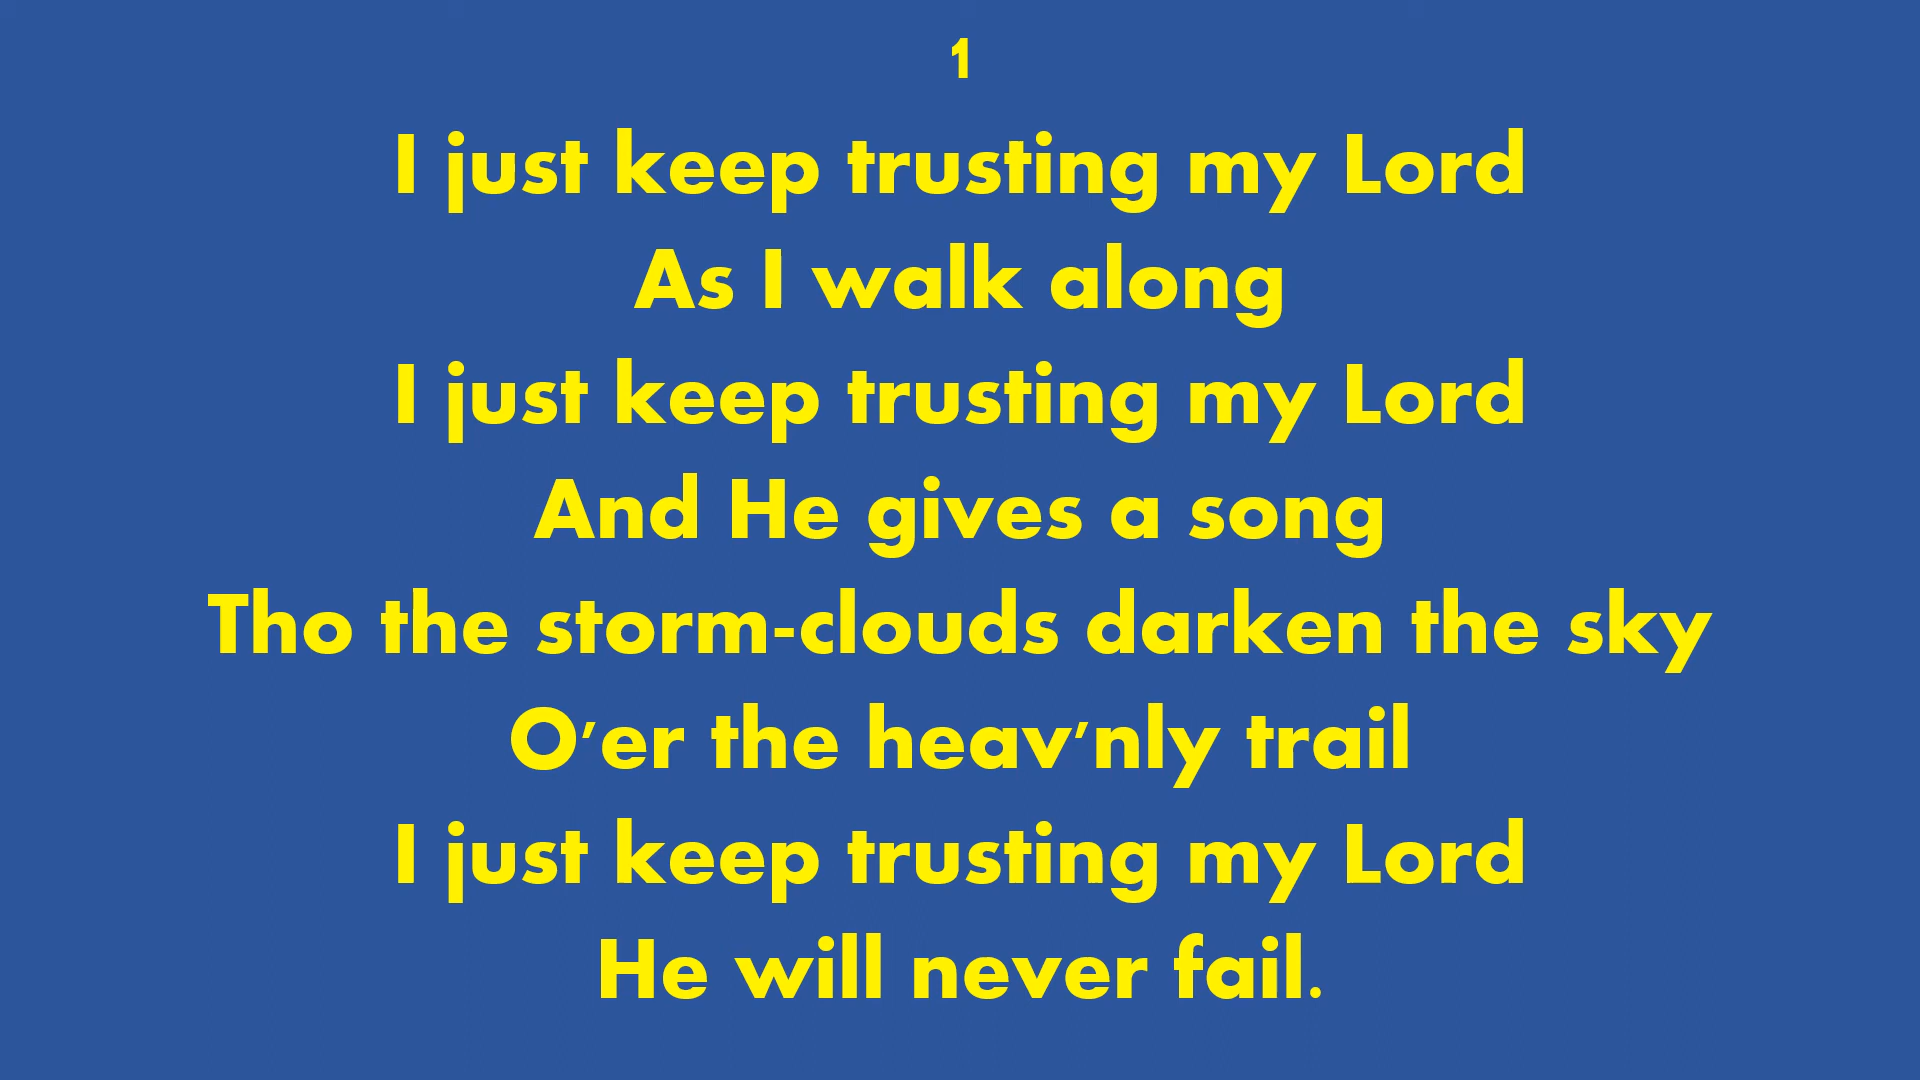 1
I just keep trusting my Lord
As I walk along
I just keep trusting my Lord
And He gives a song
Tho the storm-clouds darken the sky
O'er the heav'nly trail
I just keep trusting my Lord
He will never fail.